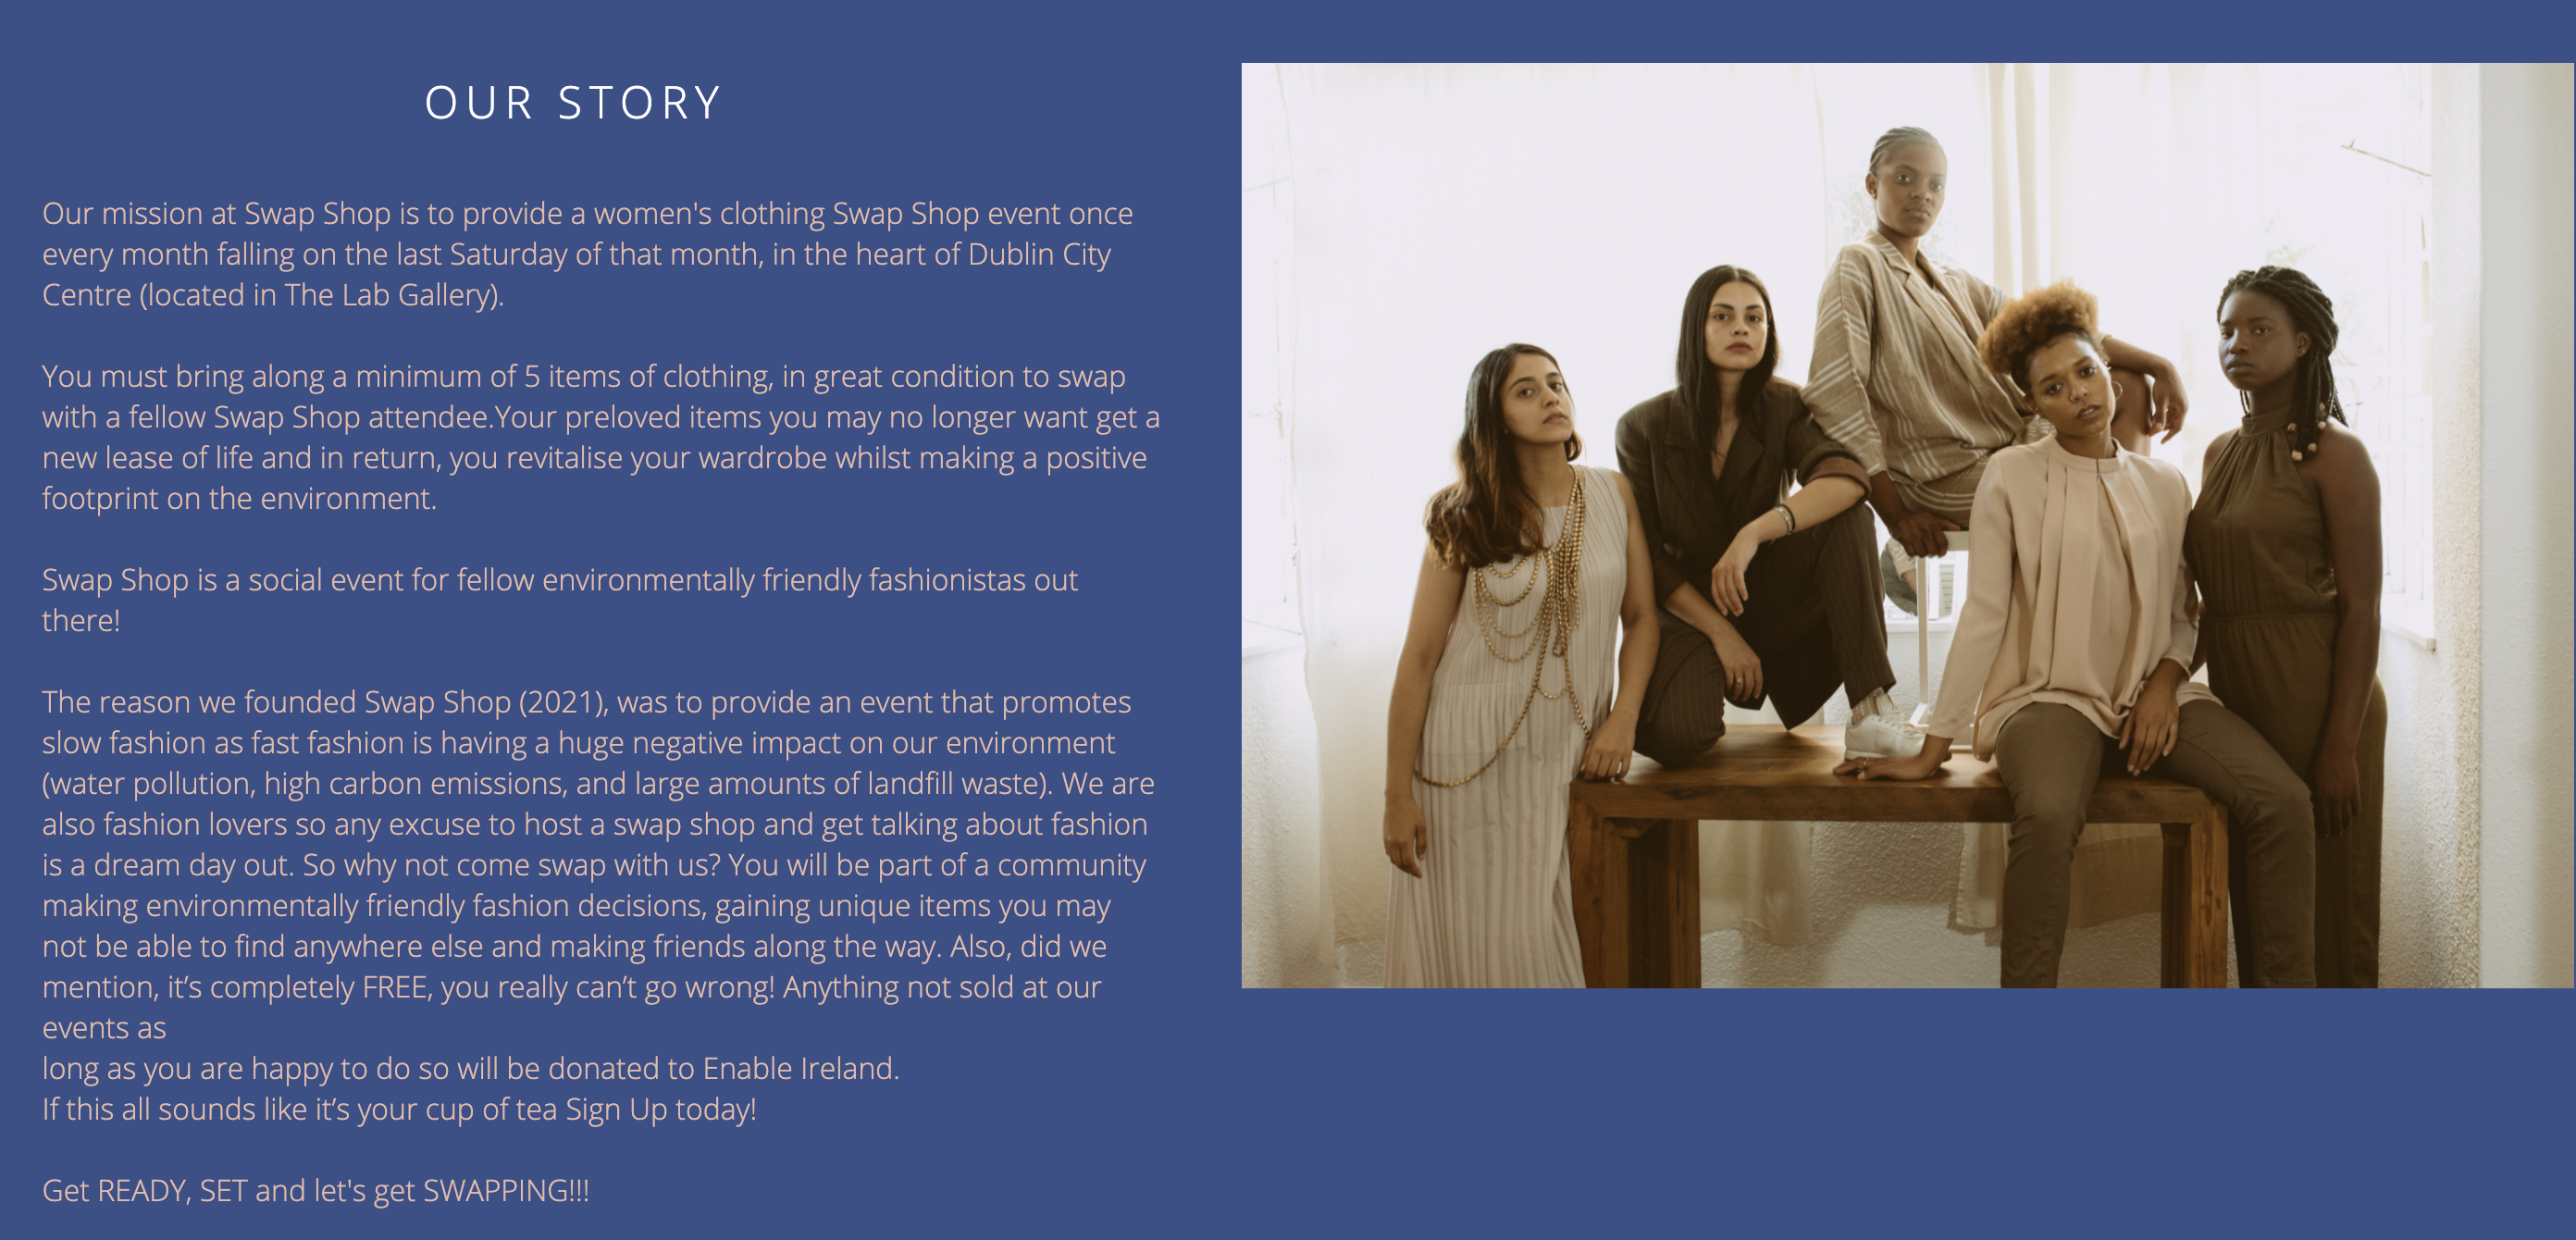 OUR STORY
Our mission at Swap Shop is to provide a women's clothing Swap Shop event once
every month falling on the last Saturday of that month, in the heart of Dublin City
Centre (located in The Lab Gallery).
You must bring along a minimum of 5 items of clothing, in great condition to swap
with a fellow Swap Shop attendee.Your preloved items you may no longer want get a
new lease of life and in return, you revitalise your wardrobe whilst making a positive
footprint on the environment.
Swap Shop is a social event for fellow environmentally friendly fashionistas out
there!
The reason we founded Swap Shop (2021), was to provide an event that promotes
slow fashion as fast fashion is having a huge negative impact on our environment
(water pollution, high carbon emissions, and large amounts of landfill waste). We are
also fashion lovers so any excuse to host a swap shop and get talking about fashion
is a dream day out. So why not come swap with us? You will be part of a community
making environmentally friendly fashion decisions, gaining unique items you may
not be able to find anywhere else and making friends along the way. Also, did we
mention, it’s completely FREE, you really can’t go wrong! Anything not sold at our
events as
long as you are happy to do so will be donated to Enable Ireland.
If this all sounds like it’s your cup of tea Sign Up today!
Get READY, SET and let's get SWAPPING!!!